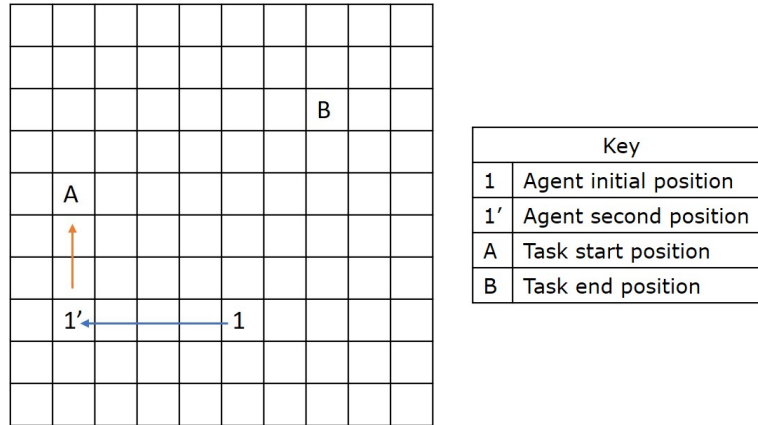 B
A
1’ 1
Key
1 Agent initial position
1’ Agent second position
A Task start position
B Task end position